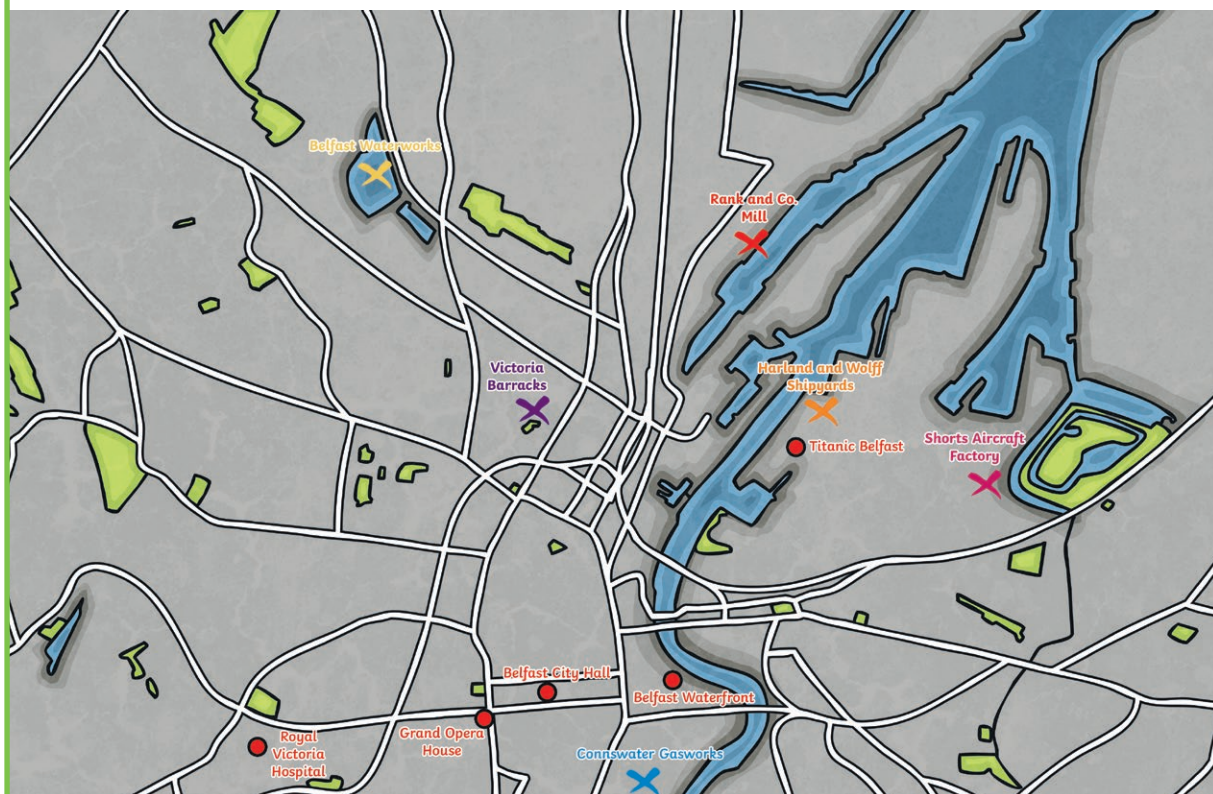 Belfast Waterworks
Rank and Co.
Mill
Victoria
Barracks
Harland and Wolff
Shipyards
Titanic Belfast
Shorts Aircraft
Factory
Belfast City Hall
Belfast Waterfront
Grand Opera
House
Royal
Victoria
Hospital
Connswater Gasworks